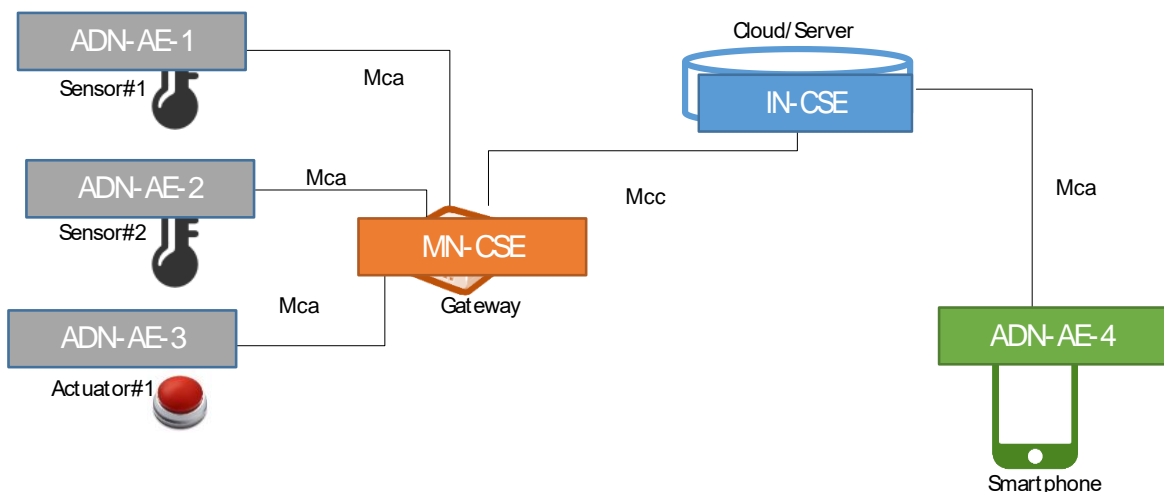 ADN-AE-1
Sensor#1
Mca
Cloud/Server
IN-CSE
ADN-AE-2
Sensor#2
Mca
Mcc
Mca
MN-CSE
Gateway
Mca
ADN-AE-3
Actuator#1
ADN-AE-4
Smartphone